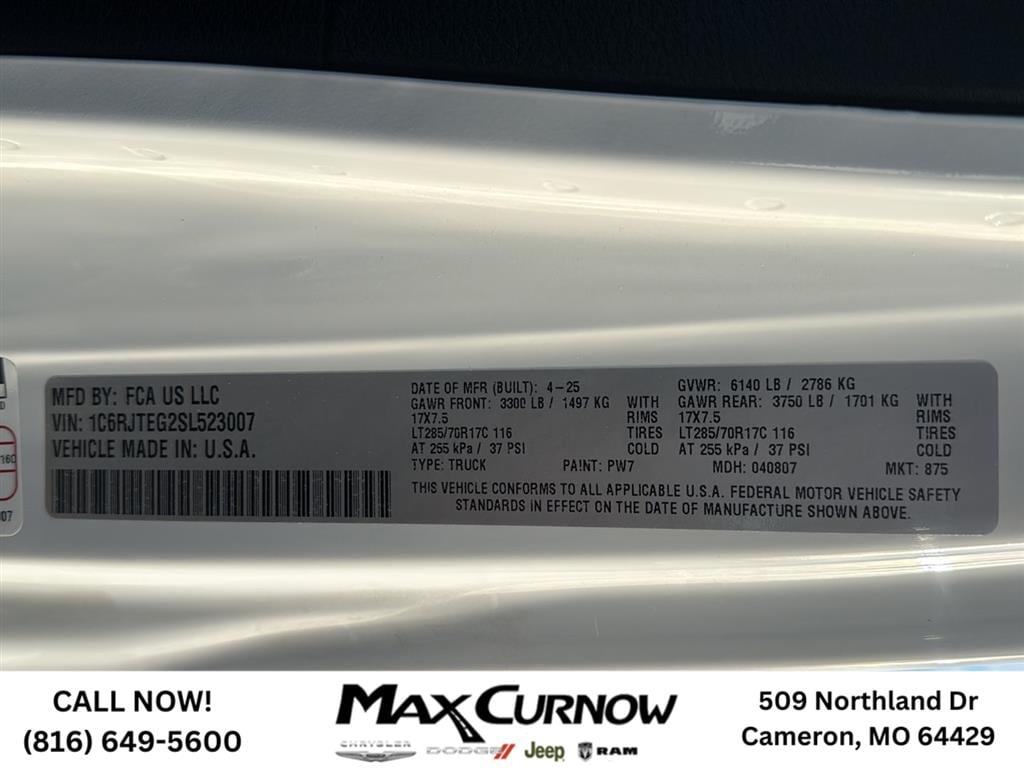 MFD BY: FCA US LLC
VIN: 1C6RJTEG2SL523007
VEHICLE MADE IN: U.S.A.
DATE OF MFR (BUILT): 4-25
GAWR FRONT: 3300 LB / 1497 KG WITH
17X7.5 RIMS
LT285/70R17C 116 TIRES
AT 255 kPa / 37 PSI COLD
TYPE: TRUCK PAINT: PW7
GVWR: 6140 LB / 2786 KG
GAWR REAR: 3750 LB / 1701 KG WITH
17X7.5 RIMS
LT285/70R17C 116 TIRES
AT 255 kPa / 37 PSI COLD
MDH: 040807 MKT: 875
THIS VEHICLE CONFORMS TO ALL APPLICABLE U.S.A. FEDERAL MOTOR VEHICLE SAFETY
STANDARDS IN EFFECT ON THE DATE OF MANUFACTURE SHOWN ABOVE.
CALL NOW!
(816) 649-5600
MAX CURNOW
CHRYSLER DODGE Jeep RAM
509 Northland Dr
Cameron, MO 64429